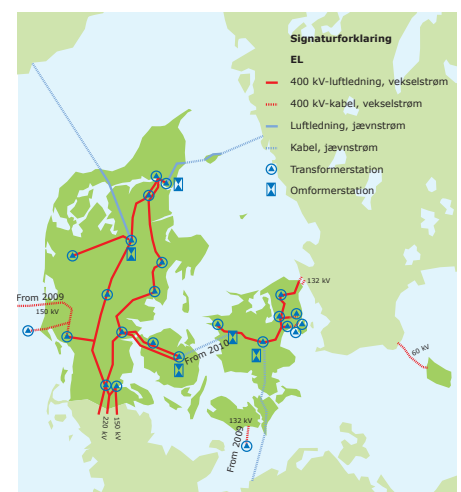 Signaturforklaring
EL
400 kV-luftledning, vekselstrøm
400 kV-kabel, vekselstrøm
Luftledning, jævnstrøm
Kabel, jævnstrøm
Transformerstation
Omformerstation
From 2009
150 kV
132 kV
From 2010
60 kV
220 kV
150 kV
132 kV
From 2009